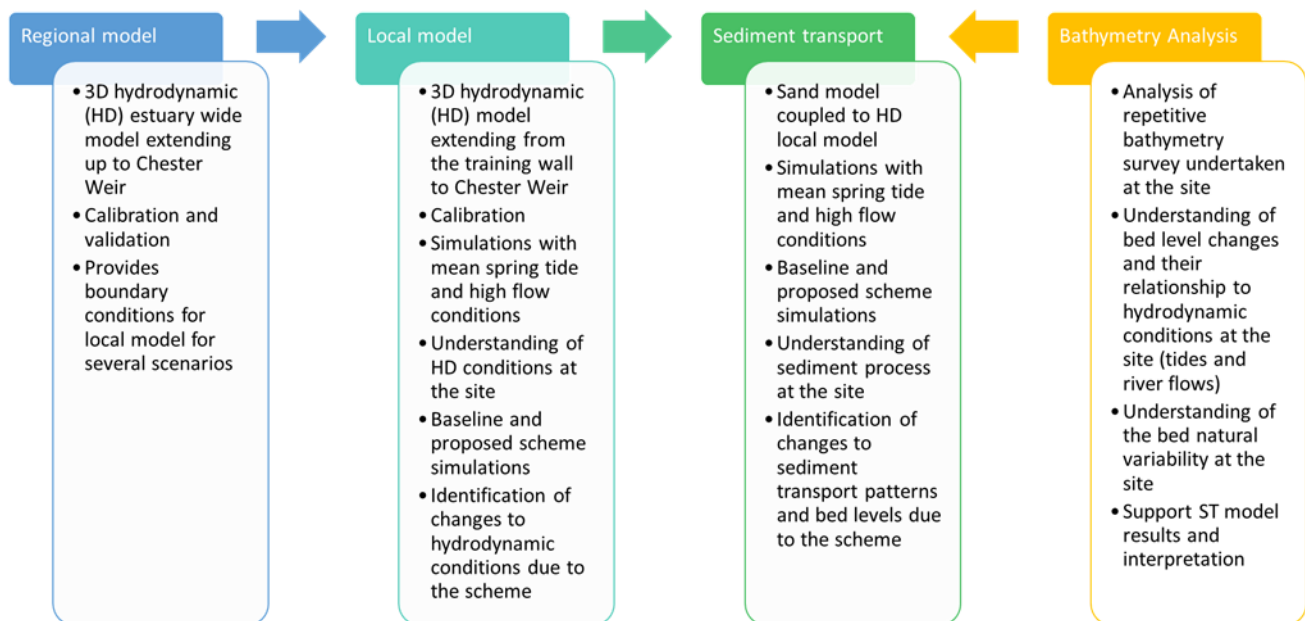 Regional model
• 3D hydrodynamic
(HD) estuary wide
model extending
up to Chester
Weir
• Calibration and
validation
• Provides
boundary
conditions for
local model for
several scenarios
Local model
• 3D hydrodynamic
(HD) model
extending from
the training wall
to Chester Weir
• Calibration
• Simulations with
mean spring tide
and high flow
conditions
• Understanding of
HD conditions at
the site
• Baseline and
proposed scheme
simulations
• Identification of
changes to
hydrodynamic
conditions due to
the scheme
Sediment transport
• Sand model
coupled to HD
local model
• Simulations with
mean spring tide
and high flow
conditions
• Baseline and
proposed scheme
simulations
• Understanding of
sediment process
at the site
• Identification of
changes to
sediment
transport patterns
and bed levels due
to the scheme
Bathymetry Analysis
• Analysis of
repetitive
bathymetry
survey undertaken
at the site
• Understanding of
bed level changes
and their
relationship to
hydrodynamic
conditions at the
site (tides and
river flows)
• Understanding of
the bed natural
variability at the
site
• Support ST model
results and
interpretation